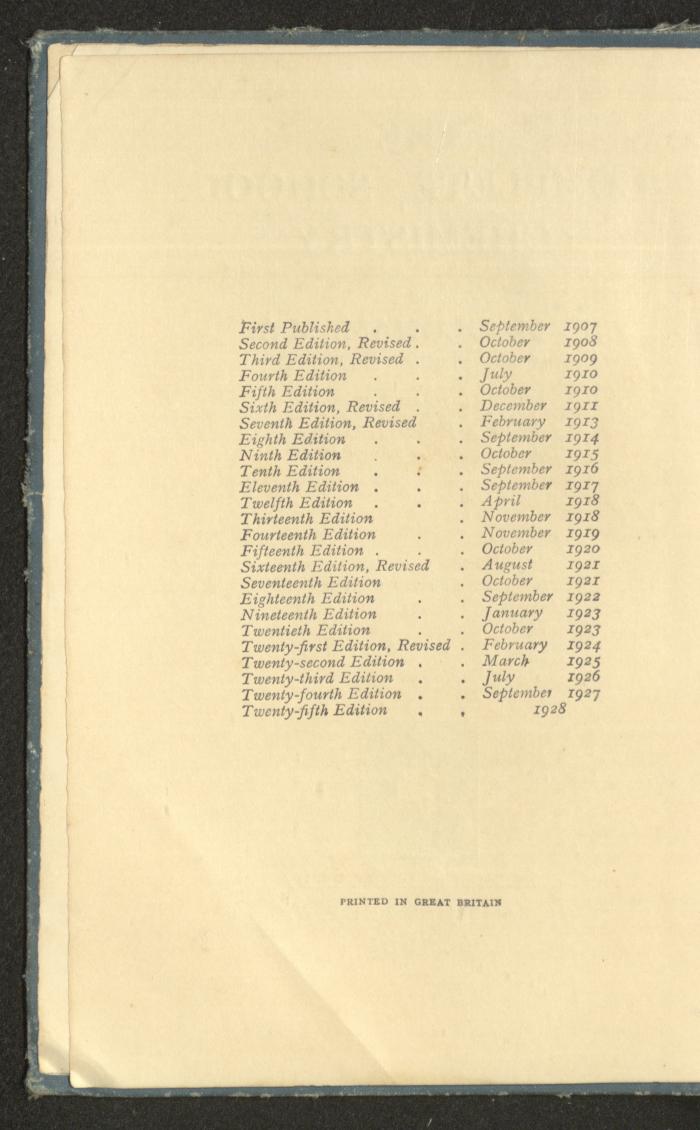 First Published . . . September 1907
Second Edition, Revised . . October 1908
Third Edition, Revised . . October 1909
Fourth Edition . . . July 1910
Fifth Edition . . . October 1910
Sixth Edition, Revised . . December 1911
Seventh Edition, Revised . February 1913
Eighth Edition . . . September 1914
Ninth Edition . . . October 1915
Tenth Edition . . . September 1916
Eleventh Edition . . . September 1917
Twelfth Edition . . . April 1918
Thirteenth Edition . November 1918
Fourteenth Edition . . November 1919
Fifteenth Edition . . . October 1920
Sixteenth Edition, Revised . August 1921
Seventeenth Edition . . October 1921
Eighteenth Edition . . September 1922
Nineteenth Edition . . January 1923
Twentieth Edition . . October 1923
Twenty-first Edition, Revised . February 1924
Twenty-second Edition . . March 1925
Twenty-third Edition . . July 1926
Twenty-fourth Edition . . September 1927
Twenty-fifth Edition . . 1928
PRINTED IN GREAT BRITAIN